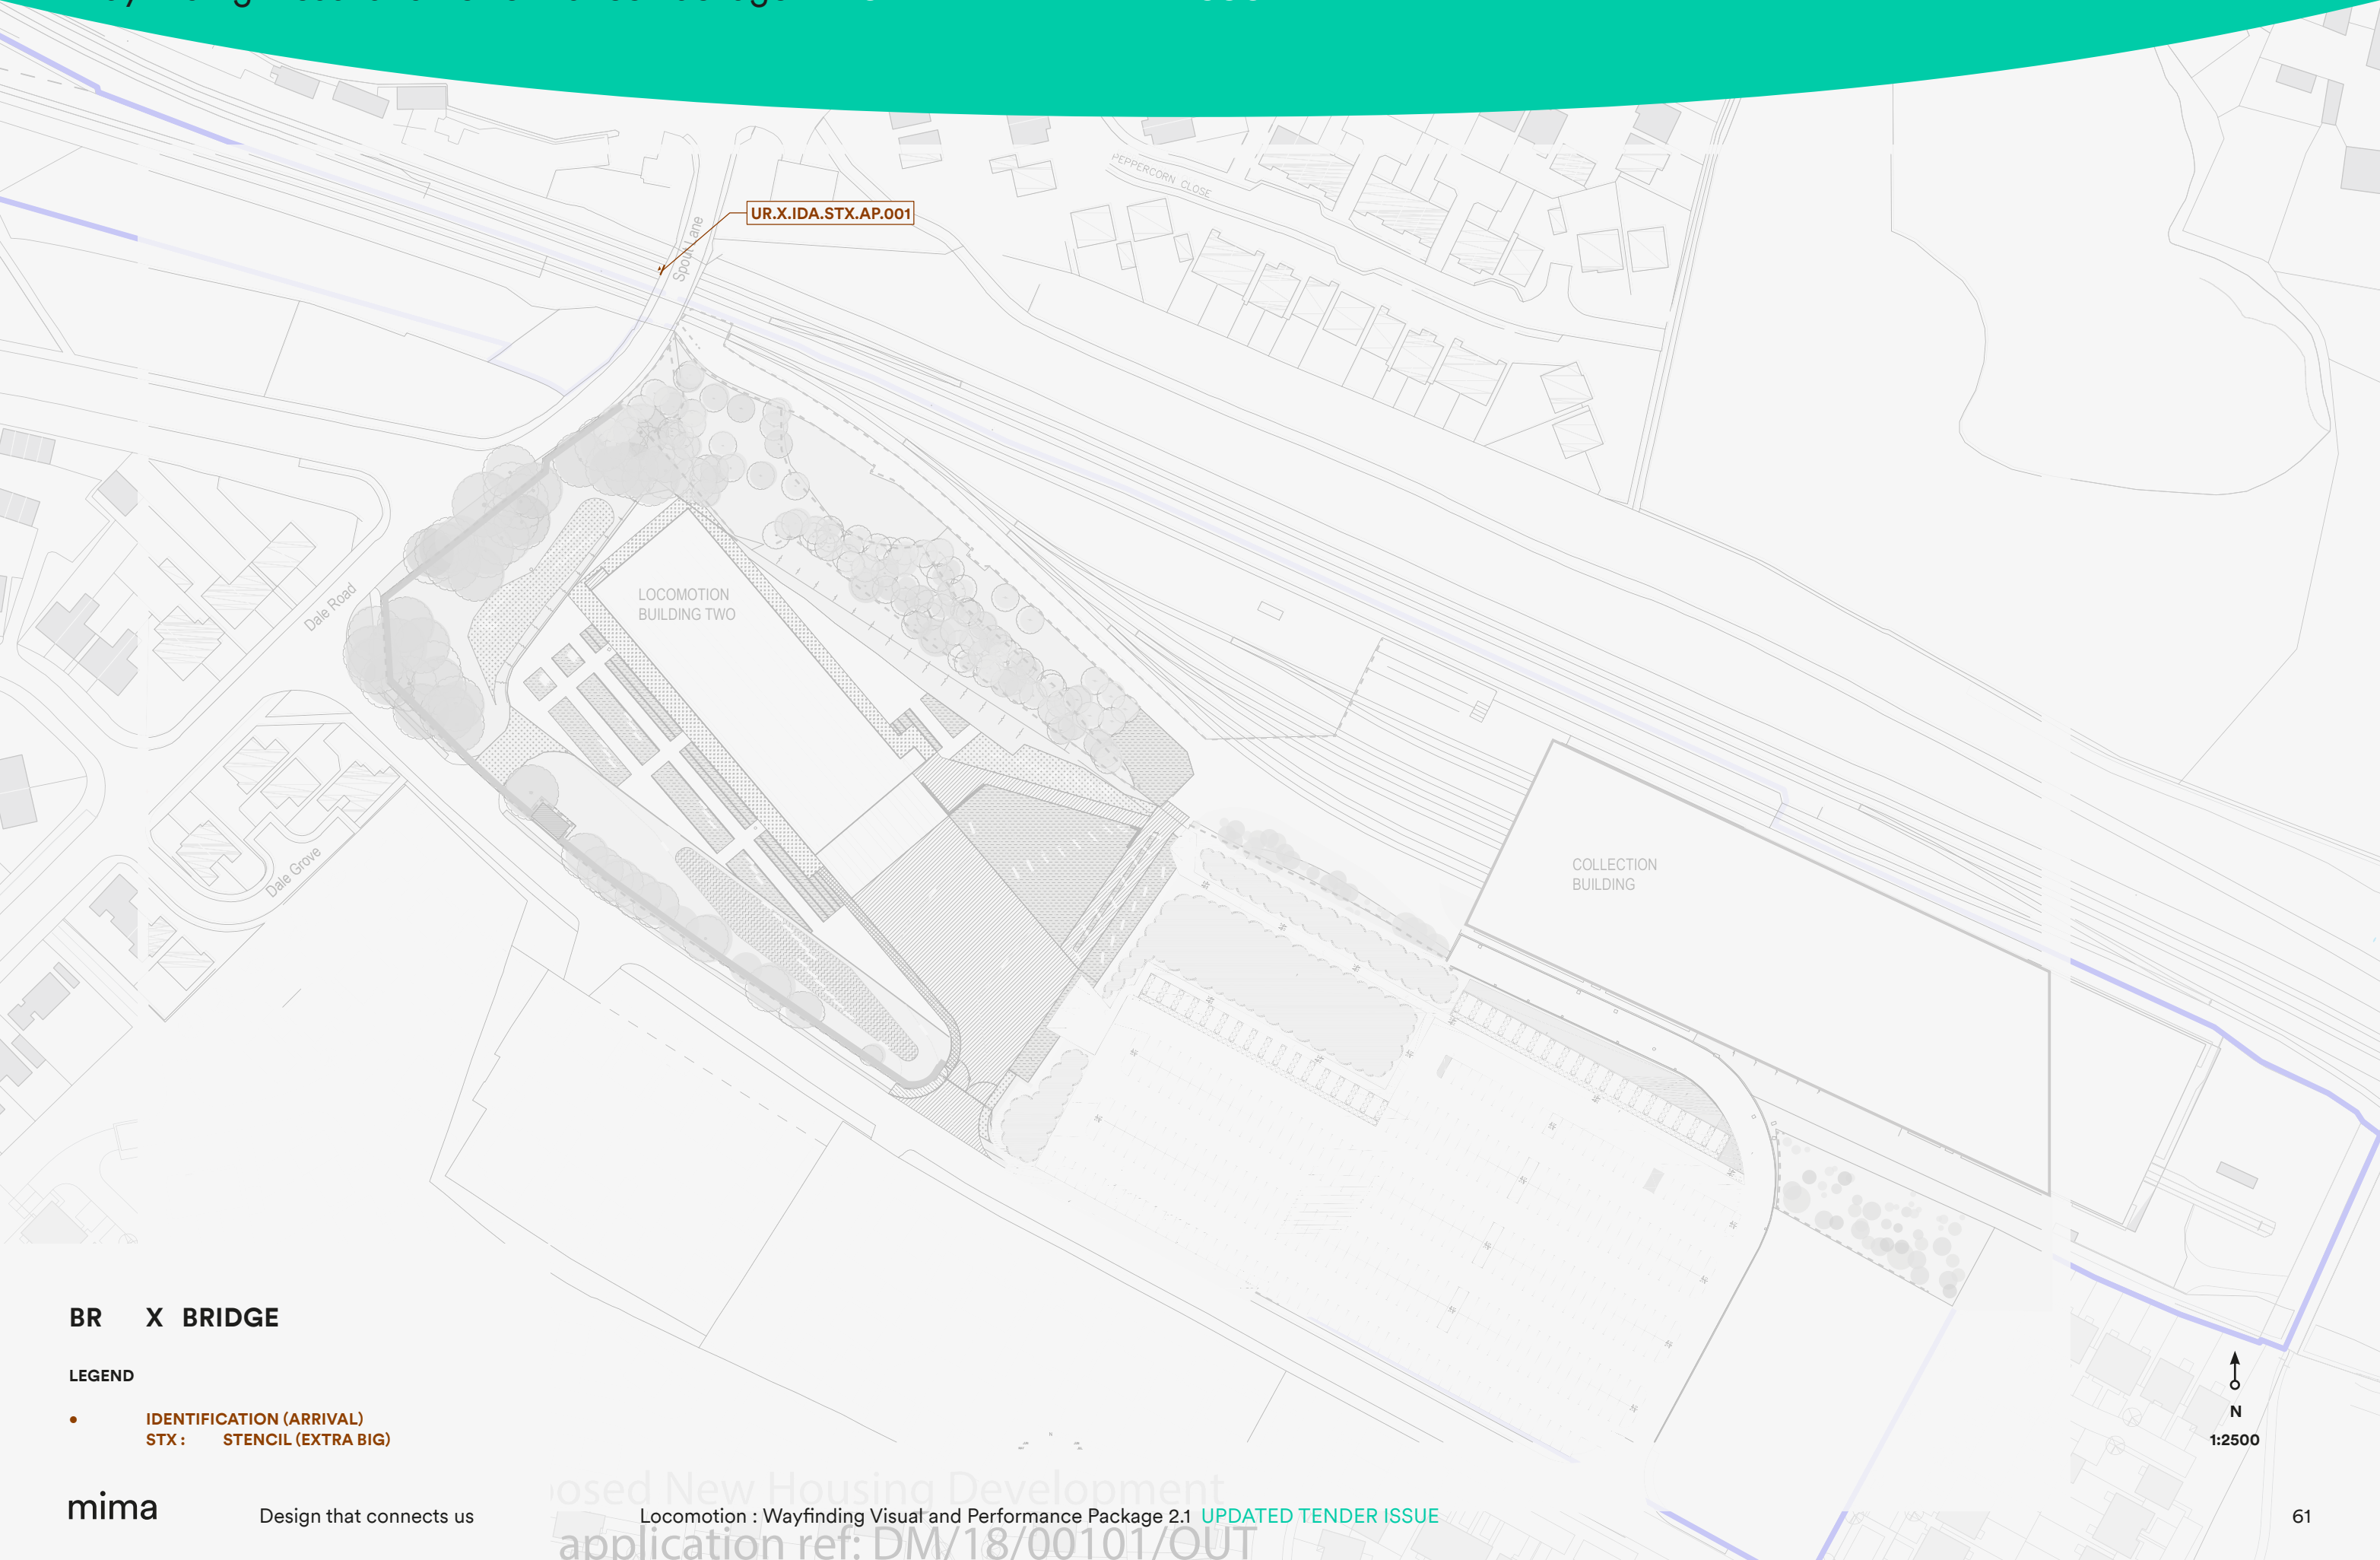 PEPPERCORN CLOSE
UR.X.IDA.STX.AP.001
Spout Lane
LOCOMOTION
BUILDING TWO
Dale Road
COLLECTION
BUILDING
Dale Grove
BR X BRIDGE
LEGEND
• IDENTIFICATION (ARRIVAL)
STX : STENCIL (EXTRA BIG)
N
1:2500
osed New Housing Development
mima
Design that connects us
Locomotion : Wayfinding Visual and Performance Package 2.1 UPDATED TENDER ISSUE
61
application ref: DM/18/00101/OUT